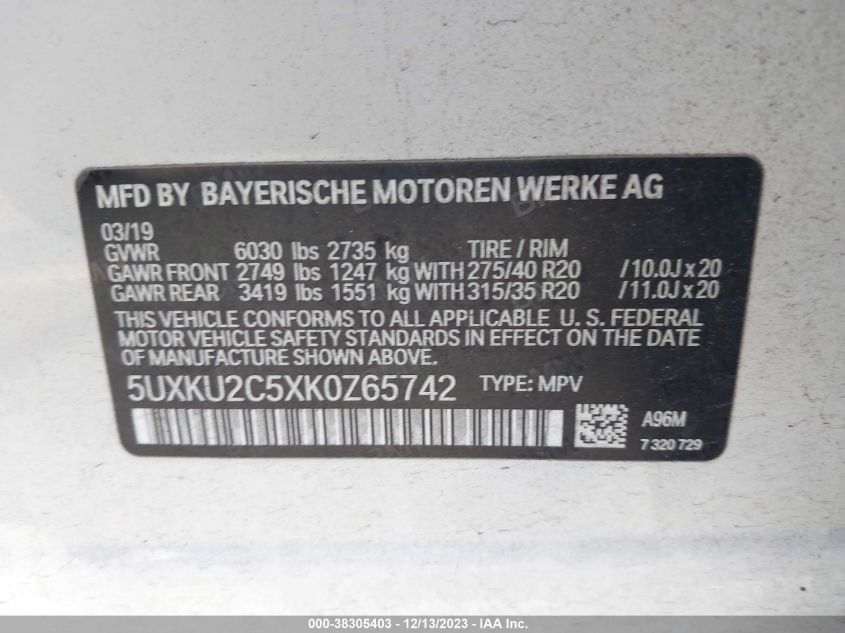 MFD BY BAYERISCHE MOTOREN WERKE AG
03/19
GVWR 6030 lbs 2735 kg TIRE / RIM
GAWR FRONT 2749 lbs 1247 kg WITH 275/40 R20 /10.0J x 20
GAWR REAR 3419 lbs 1551 kg WITH 315/35 R20 /11.0J x 20
THIS VEHICLE CONFORMS TO ALL APPLICABLE U. S. FEDERAL
MOTOR VEHICLE SAFETY STANDARDS IN EFFECT ON THE DATE
OF MANUFACTURE SHOWN ABOVE.
5UXKU2C5XK0Z65742 TYPE: MPV
A96M
7 320 729
000-38305403 - 12/13/2023 - IAA Inc.